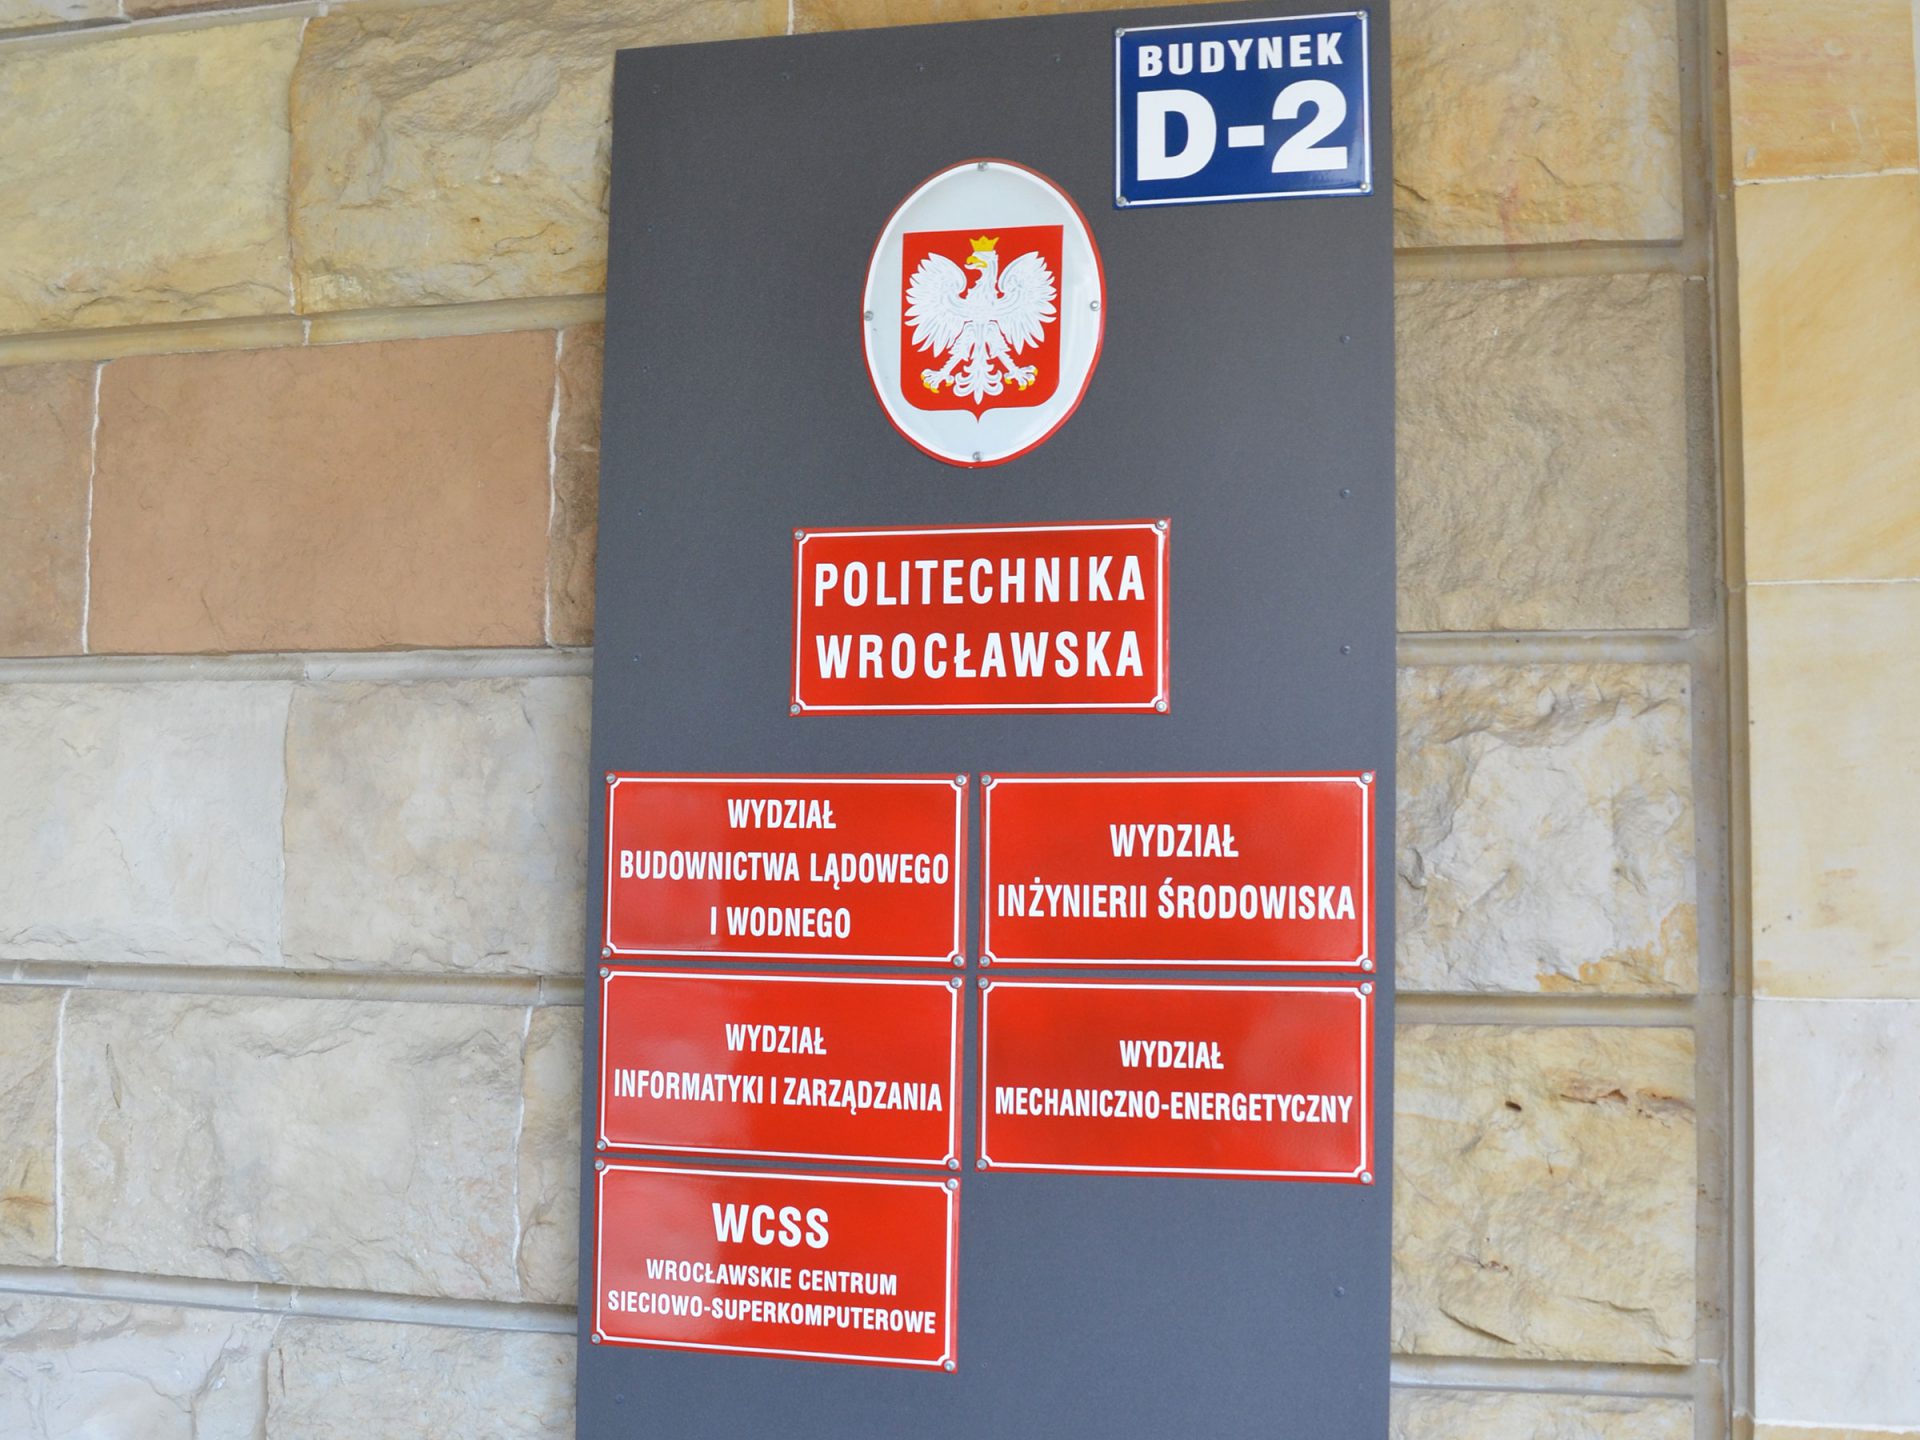 BUDYNEK
D-2
POLITECHNIKA
WROCŁAWSKA
WYDZIAŁ
BUDOWNICTWA LĄDOWEGO
I WODNEGO
WYDZIAŁ
INŻYNIERII ŚRODOWISKA
WYDZIAŁ
INFORMATYKI I ZARZĄDZANIA
WYDZIAŁ
MECHANICZNO-ENERGETYCZNY
WCSS
WROCŁAWSKIE CENTRUM
SIECIOWO-SUPERKOMPUTEROWE